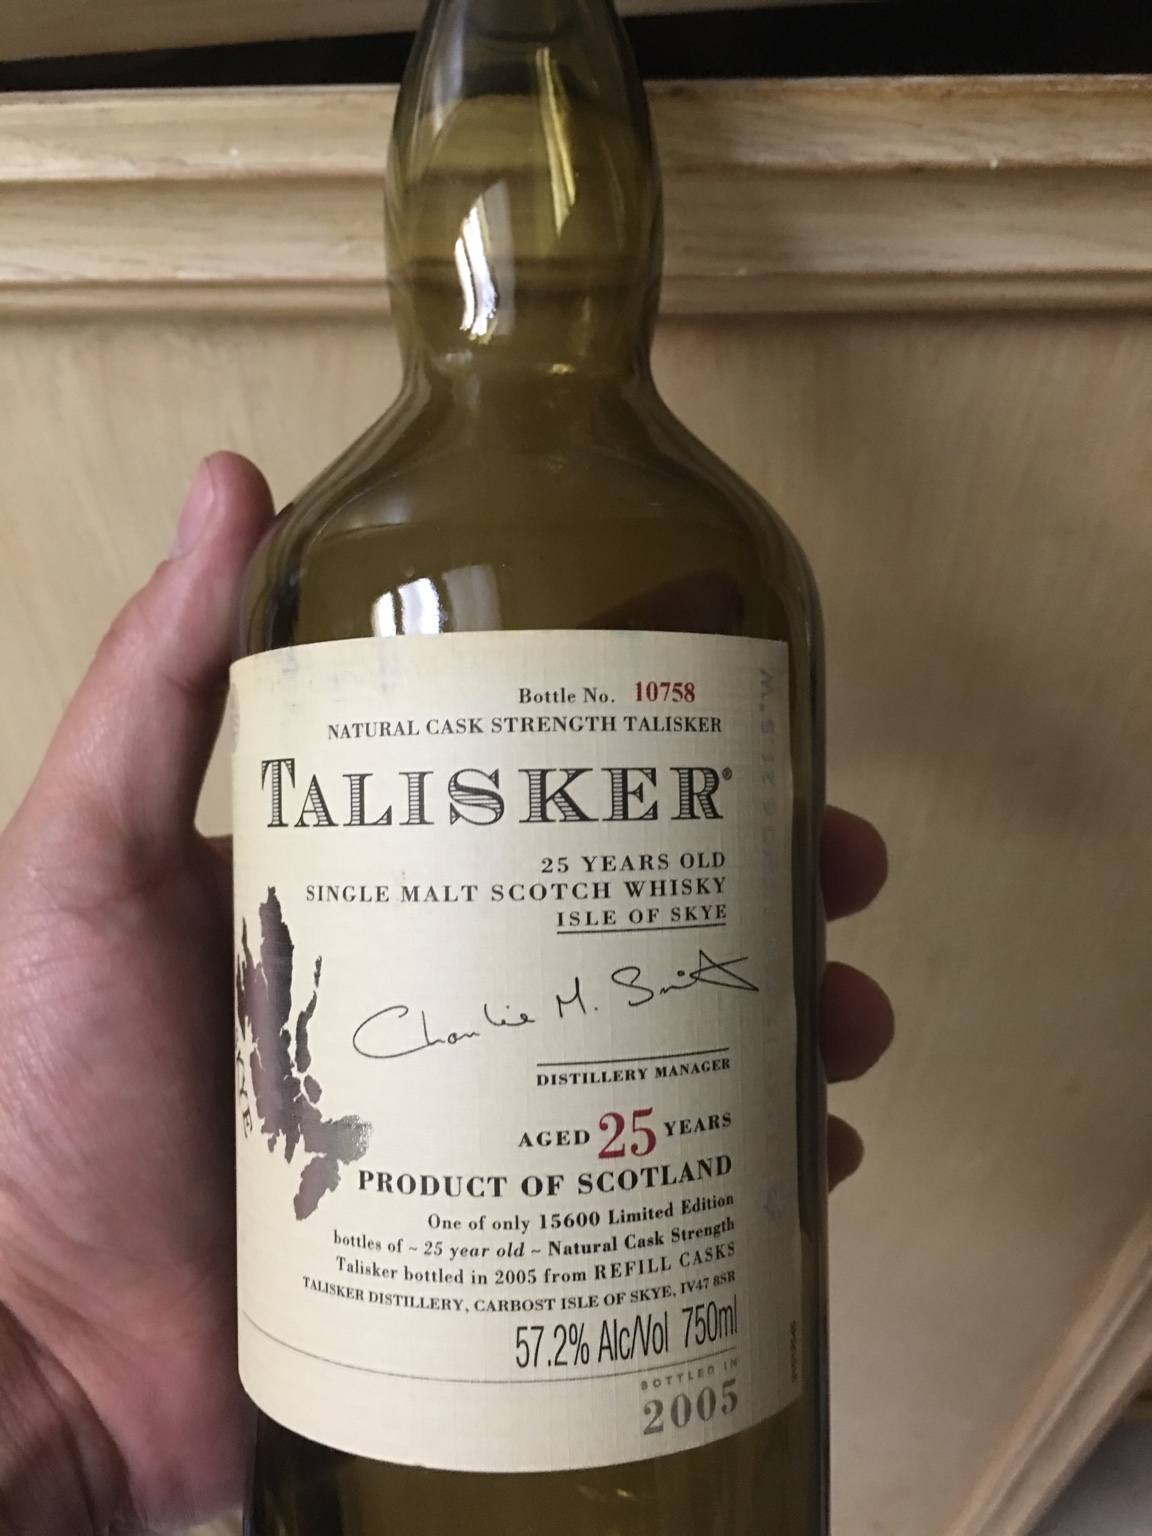 Bottle No. 10758
NATURAL CASK STRENGTH TALISKER
TALISKER®
25 YEARS OLD
SINGLE MALT SCOTCH WHISKY
ISLE OF SKYE
Charlie M. Smith
DISTILLERY MANAGER
AGED 25 YEARS
PRODUCT OF SCOTLAND
One of only 15600 Limited Edition
bottles of ~ 25 year old ~ Natural Cask Strength
Talisker bottled in 2005 from REFILL CASKS
TALISKER DISTILLERY, CARBOST ISLE OF SKYE, IV47 8SR
57.2% Alc/Vol 750ml
BOTTLED IN
2005